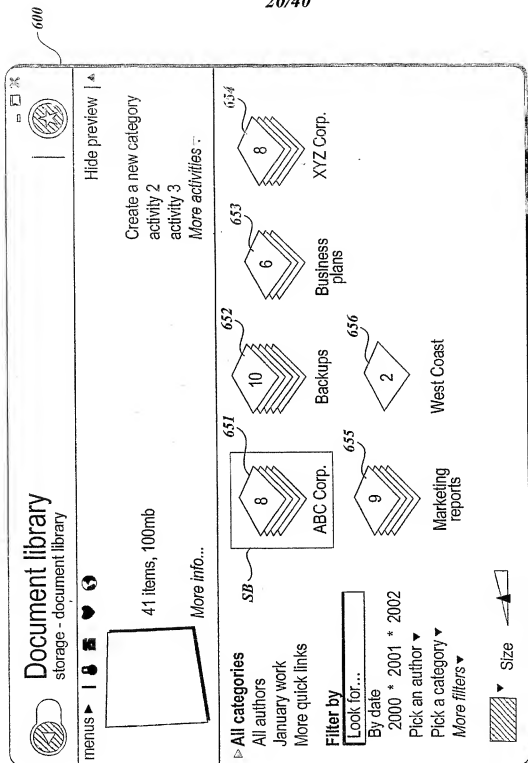 26/40
600
Document library
storage - document library
menus
Hide preview
41 items, 100mb
More info...
Create a new category
activity 2
activity 3
More activities
All categories
All authors
January work
More quick links
Filter by
Look for...
By date
2000 * 2001 * 2002
Pick an author
Pick a category
More filters
Size
SB
651
8
ABC Corp.
652
10
Backups
653
6
Business
plans
654
8
XYZ Corp.
655
9
Marketing
reports
656
2
West Coast